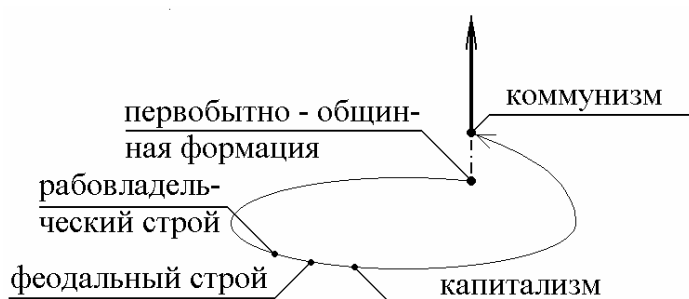 коммунизм
первобытно - общин-
ная формация
рабовладель-
ческий строй
феодальный строй
капитализм